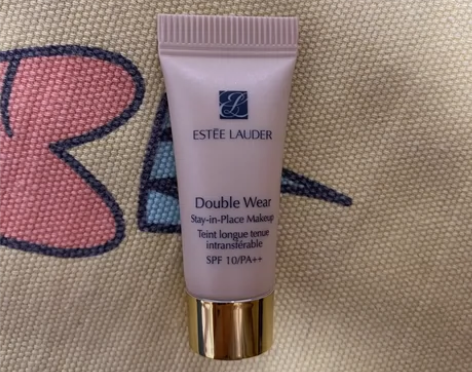 ESTĒE LAUDER
Double Wear
Stay-in-Place Makeup
Teint longue tenue
intransférable
SPF 10/PA++